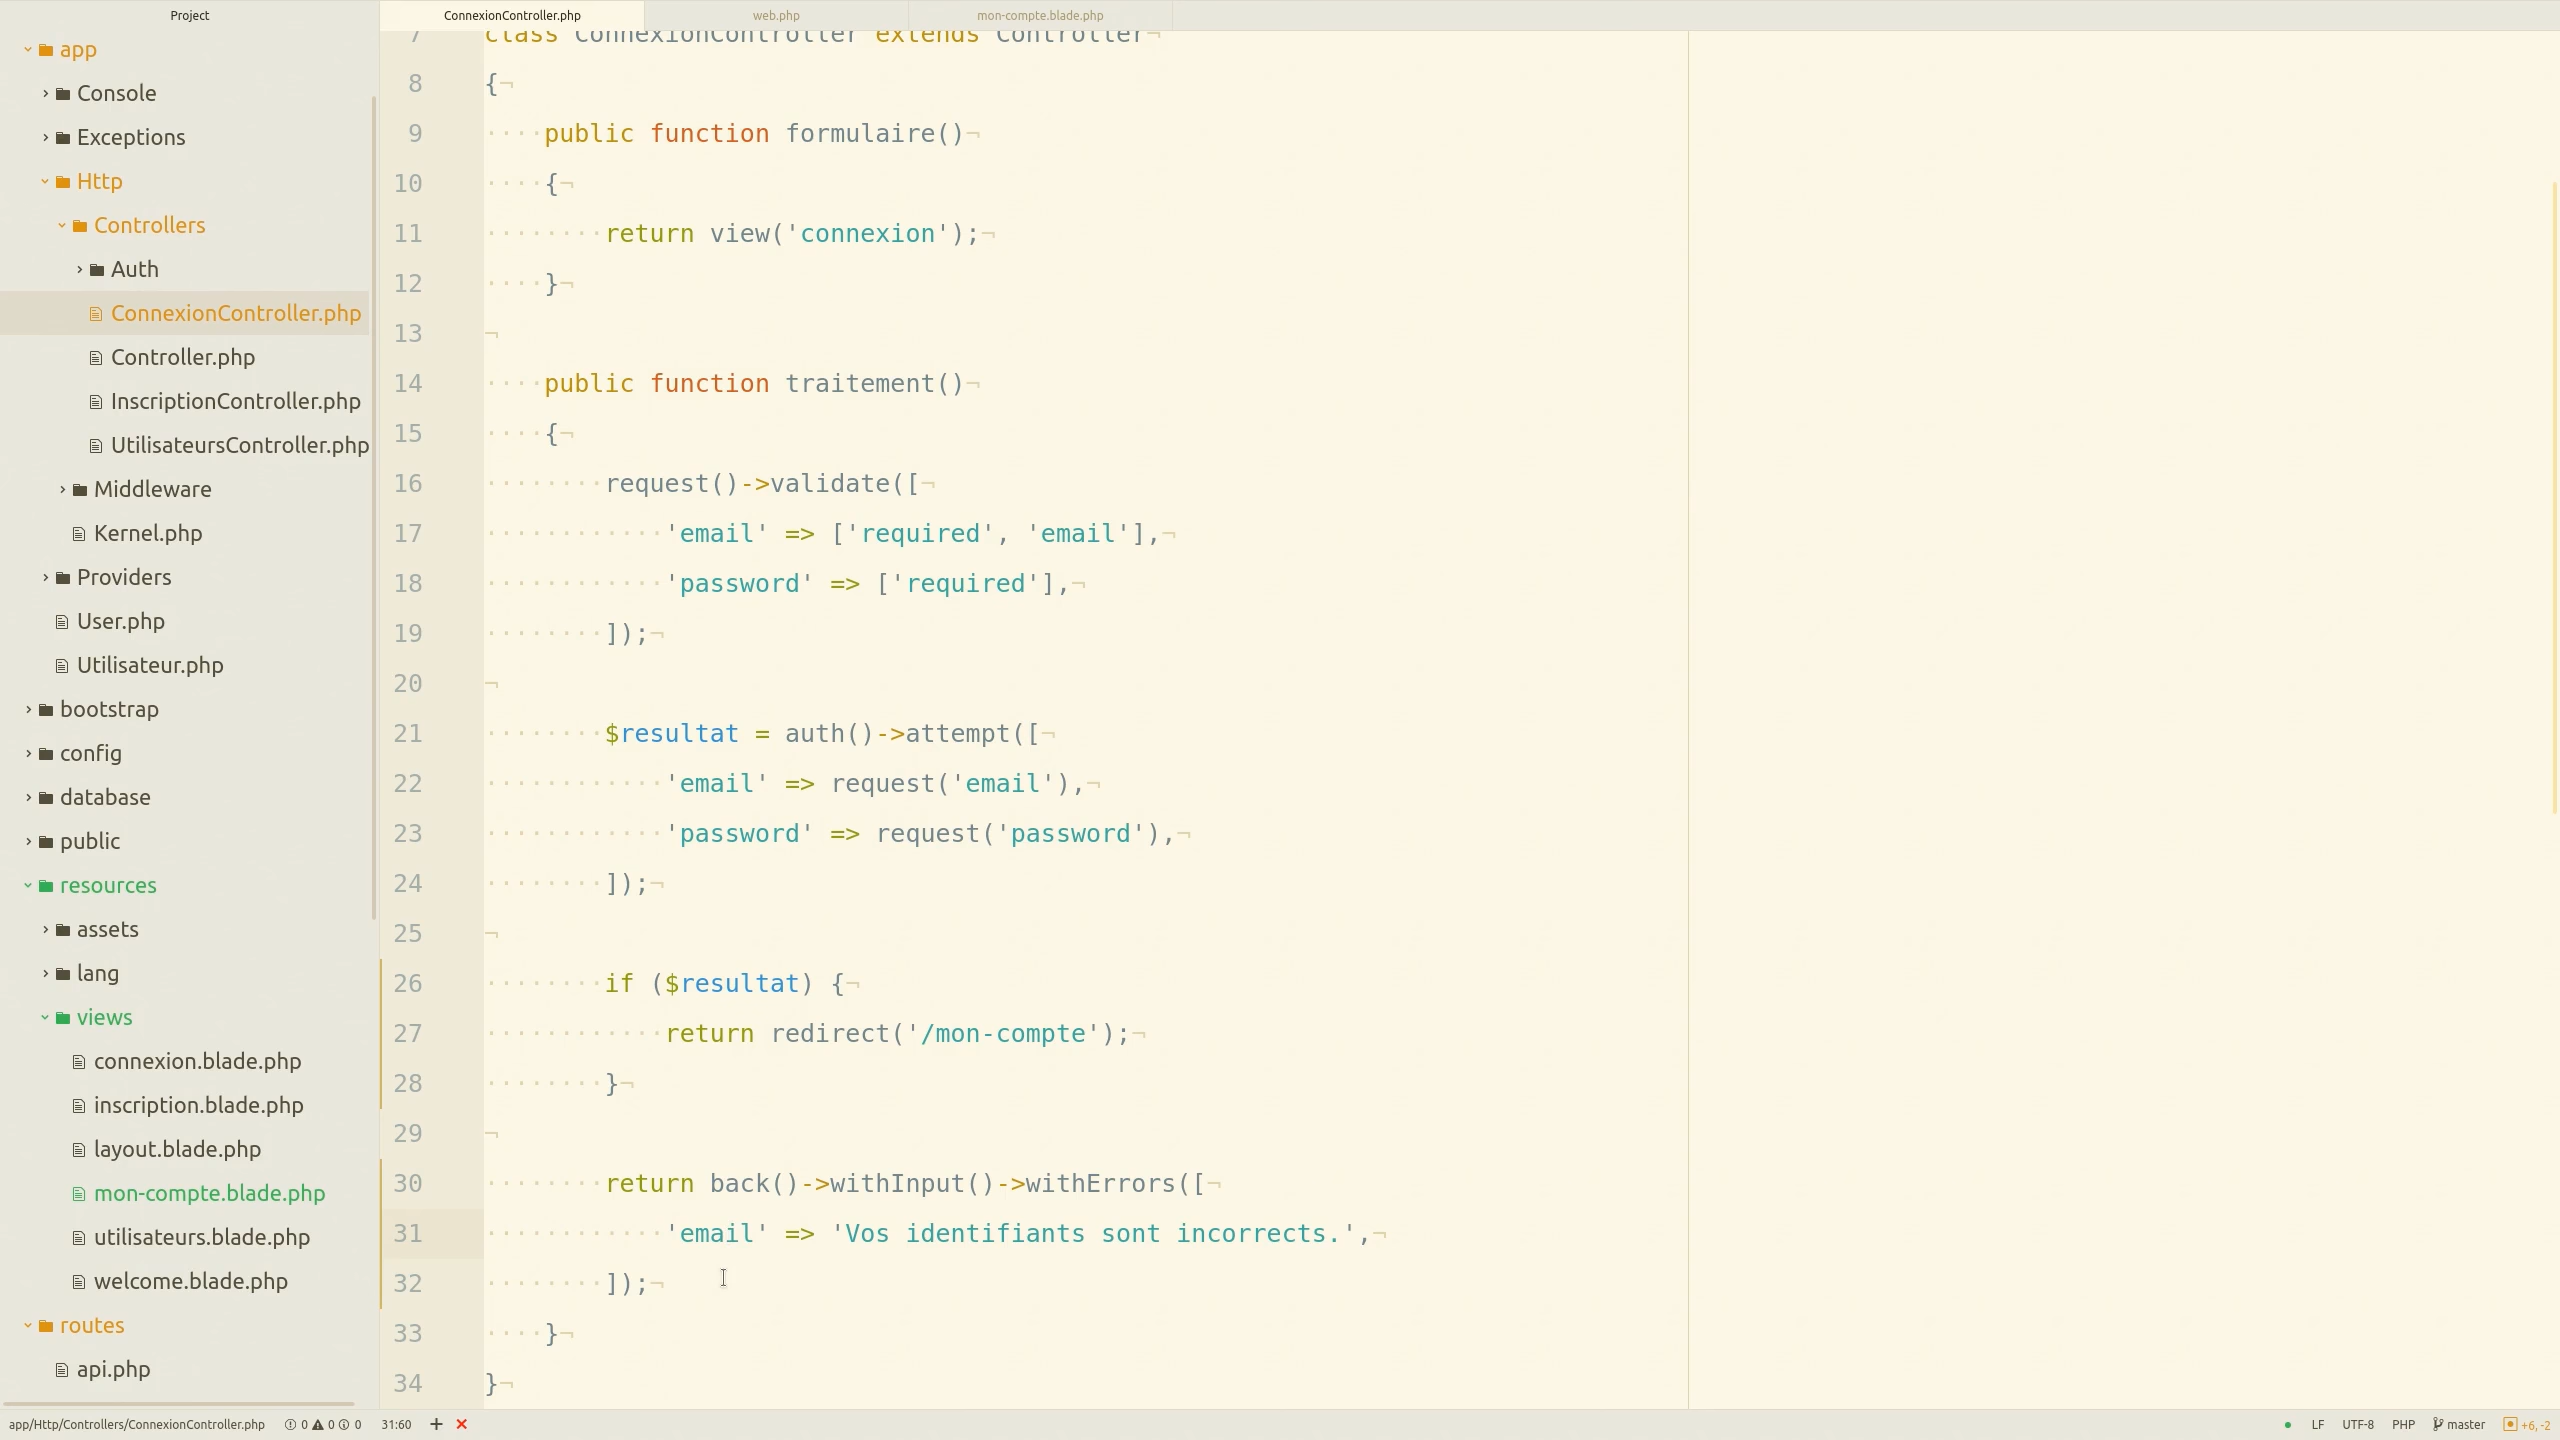 Project
app
Console
Exceptions
Http
Controllers
Auth
ConnexionController.php
Controller.php
InscriptionController.php
UtilisateursController.php
Middleware
Kernel.php
Providers
User.php
Utilisateur.php
bootstrap
config
database
public
resources
assets
lang
views
connexion.blade.php
inscription.blade.php
layout.blade.php
mon-compte.blade.php
utilisateurs.blade.php
welcome.blade.php
routes
api.php
ConnexionController.php web.php mon-compte.blade.php
7 class ConnexionController extends Controller¬
8 {¬
9 ····public function formulaire()¬
10 ····{¬
11 ········return view('connexion');¬
12 ····}¬
13 ¬
14 ····public function traitement()¬
15 ····{¬
16 ········request()->validate([¬
17 ············'email' => ['required', 'email'],¬
18 ············'password' => ['required'],¬
19 ········]);¬
20 ¬
21 ········$resultat = auth()->attempt([¬
22 ············'email' => request('email'),¬
23 ············'password' => request('password'),¬
24 ········]);¬
25 ¬
26 ········if ($resultat) {¬
27 ············return redirect('/mon-compte');¬
28 ········}¬
29 ¬
30 ········return back()->withInput()->withErrors([¬
31 ············'email' => 'Vos identifiants sont incorrects.',¬
32 ········]);¬
33 ····}¬
34 }¬
app/Http/Controllers/ConnexionController.php 0 0 0 31:60 LF UTF-8 PHP master +6, -2